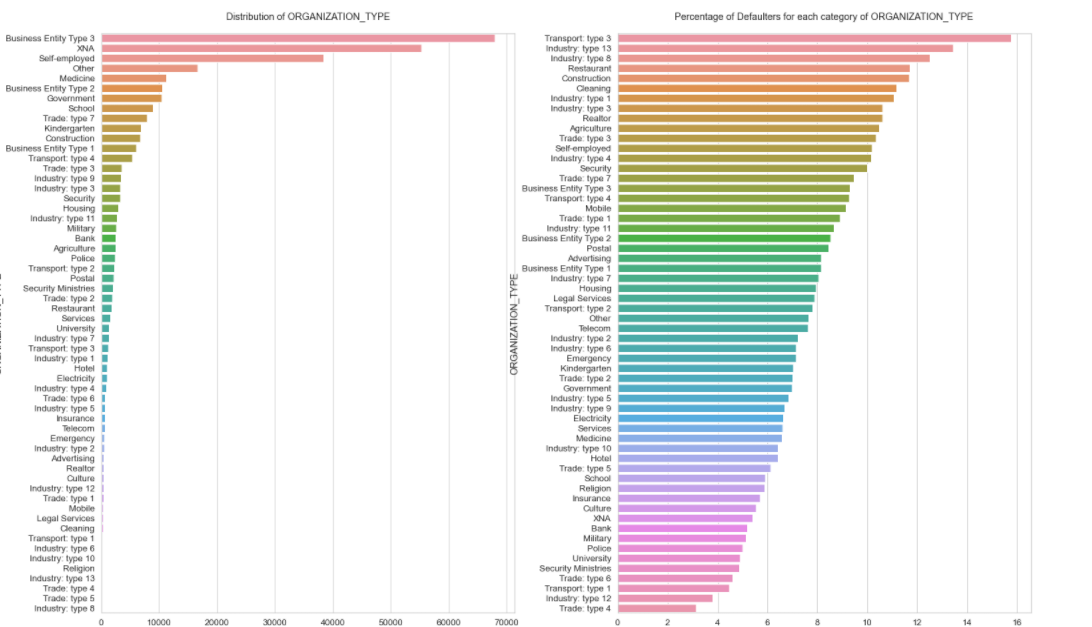 Distribution of ORGANIZATION_TYPE
Business Entity Type 3
XNA
Self-employed
Other
Medicine
Business Entity Type 2
Government
School
Trade: type 7
Kindergarten
Construction
Business Entity Type 1
Transport: type 4
Trade: type 3
Industry: type 9
Industry: type 3
Security
Housing
Industry: type 11
Military
Bank
Agriculture
Police
Transport: type 2
Postal
Security Ministries
Trade: type 2
Restaurant
Services
University
Industry: type 7
Transport: type 3
Industry: type 1
Hotel
Electricity
Industry: type 4
Trade: type 6
Industry: type 5
Insurance
Telecom
Emergency
Industry: type 2
Advertising
Realtor
Culture
Industry: type 12
Trade: type 1
Mobile
Legal Services
Cleaning
Transport: type 1
Industry: type 6
Industry: type 10
Religion
Industry: type 13
Trade: type 4
Trade: type 5
Industry: type 8
0 10000 20000 30000 40000 50000 60000 70000
Percentage of Defaulters for each category of ORGANIZATION_TYPE
ORGANIZATION_TYPE
Transport: type 3
Industry: type 13
Industry: type 8
Restaurant
Construction
Cleaning
Industry: type 1
Industry: type 3
Realtor
Agriculture
Trade: type 3
Self-employed
Industry: type 4
Security
Trade: type 7
Business Entity Type 3
Transport: type 4
Mobile
Trade: type 1
Industry: type 11
Business Entity Type 2
Postal
Advertising
Business Entity Type 1
Industry: type 7
Housing
Legal Services
Transport: type 2
Other
Telecom
Industry: type 2
Industry: type 6
Emergency
Kindergarten
Trade: type 2
Government
Industry: type 5
Industry: type 9
Electricity
Services
Medicine
Industry: type 10
Hotel
Trade: type 5
School
Religion
Insurance
Culture
XNA
Bank
Military
Police
University
Security Ministries
Trade: type 6
Transport: type 1
Industry: type 12
Trade: type 4
0 2 4 6 8 10 12 14 16